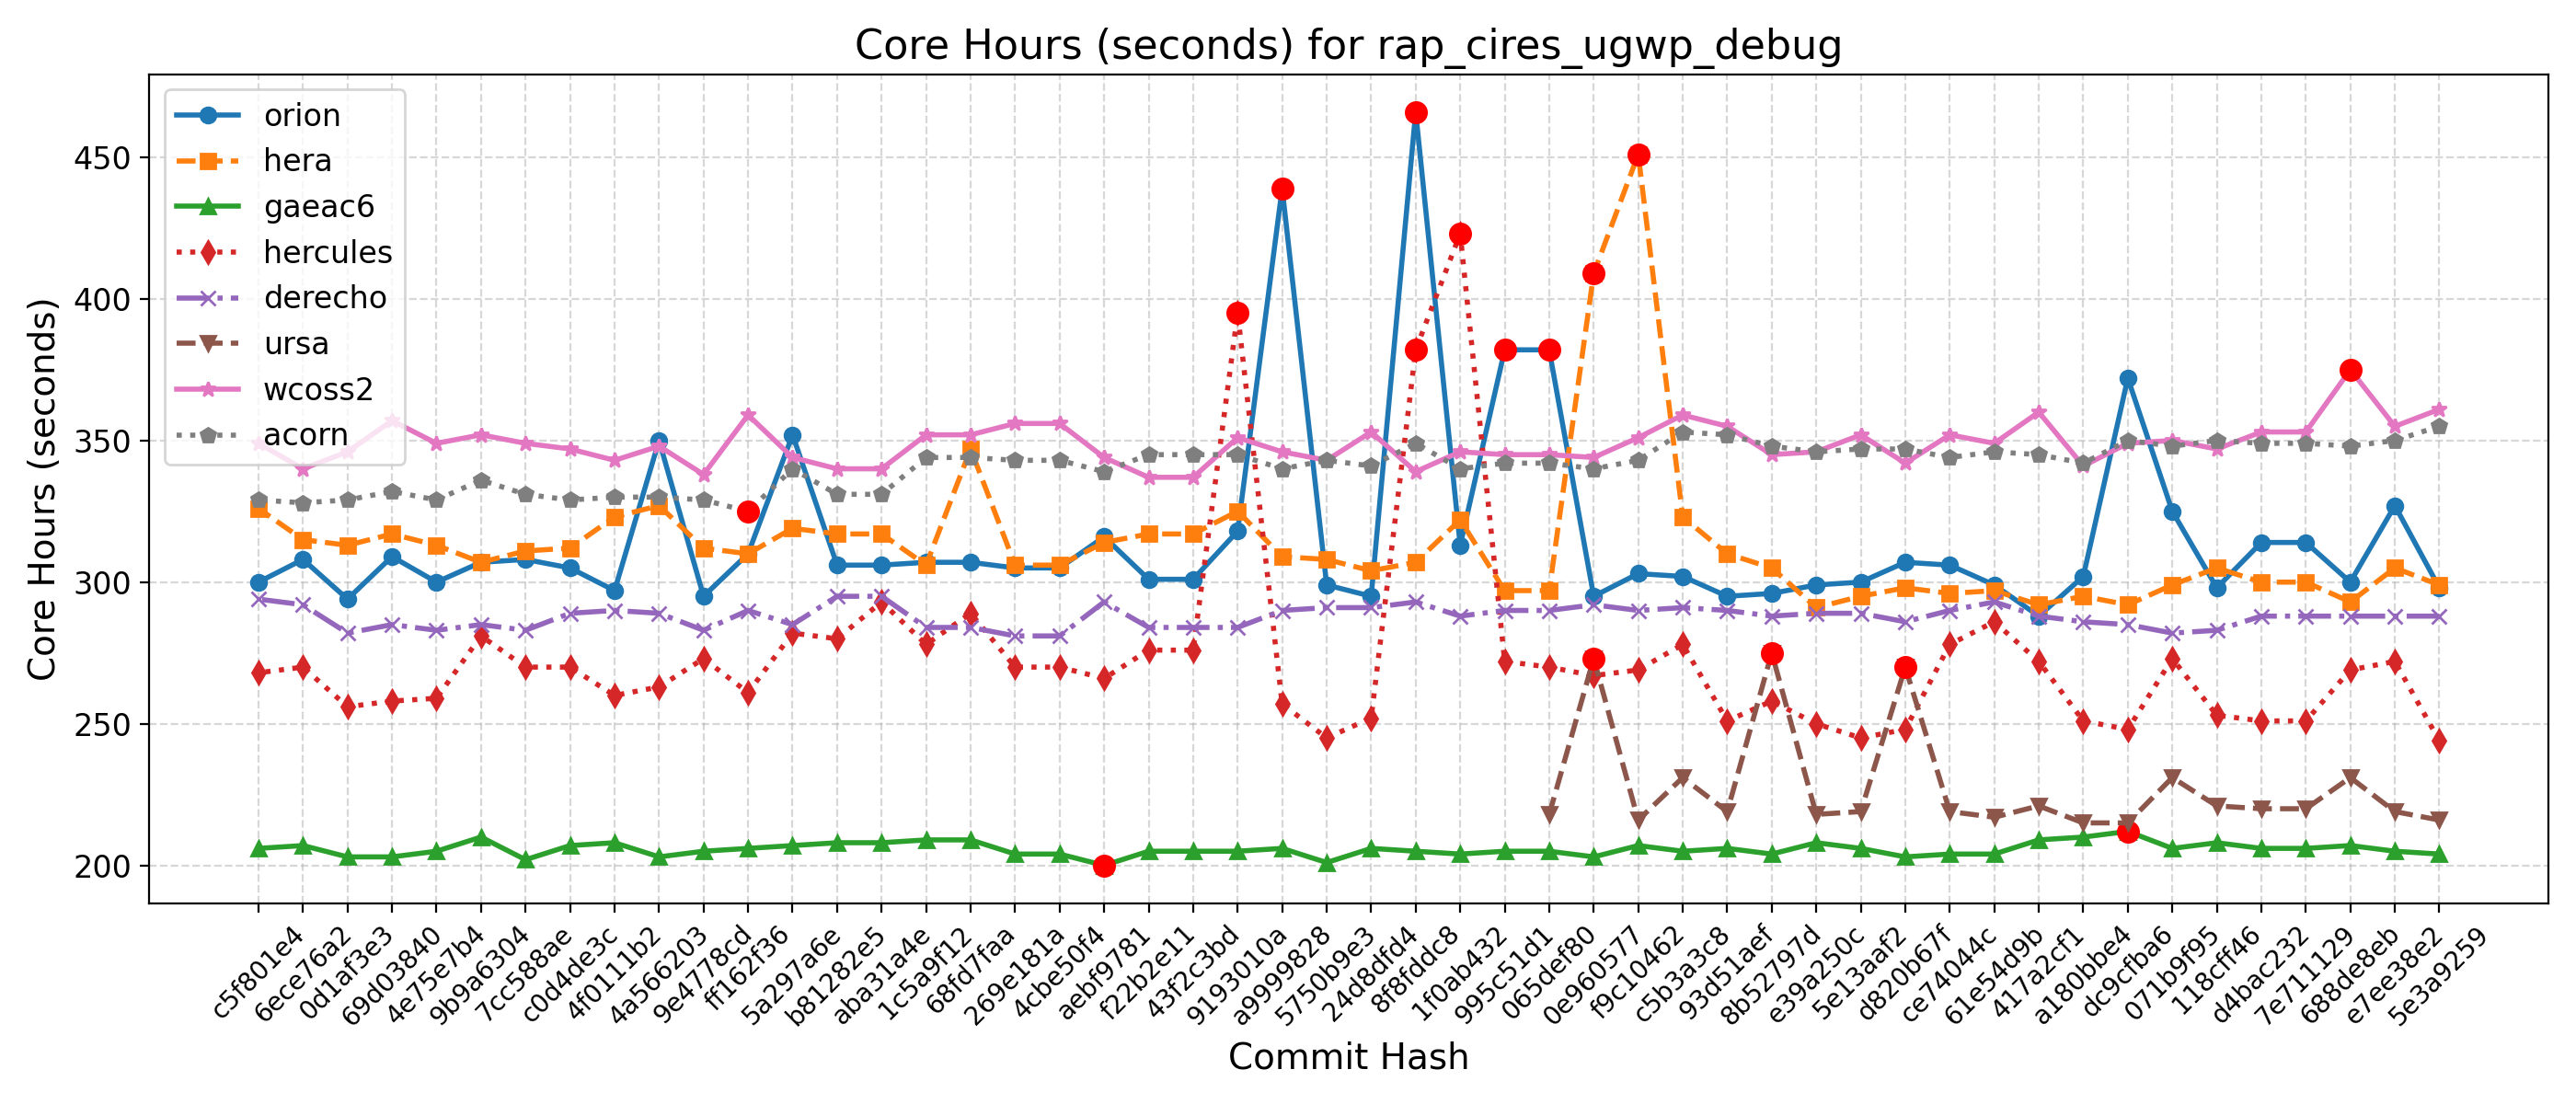 Core Hours (seconds) for rap_cires_ugwp_debug
orion
hera
gaeac6
hercules
derecho
ursa
wcoss2
acorn
Core Hours (seconds)
450
400
350
300
250
200
c5f801e4
6ece76a2
0d1af3e3
69d03840
4e75e7b4
9b9a6304
7cc588ae
c0d4de3c
4f0111b2
4a566203
9e4778cd
ff162f36
5a297a6e
b81282e5
aba31a4e
1c5a9f12
68fd7faa
269e181a
4cbe50f4
aebf9781
f22b2e11
43f2c3bd
9193010a
a9999828
5750b9e3
24d8dfd4
8f8fddc8
1f0ab432
995c51d1
065def80
0e960577
f9c10462
c5b3a3c8
93d51aef
8b52797d
e39a250c
5e13aaf2
d820b67f
ce74044c
61e54d9b
417a2cf1
a180bbe4
dc9cfba6
071b9f95
118cff46
d4bac232
7e711129
688de8eb
e7ee38e2
5e3a9259
Commit Hash